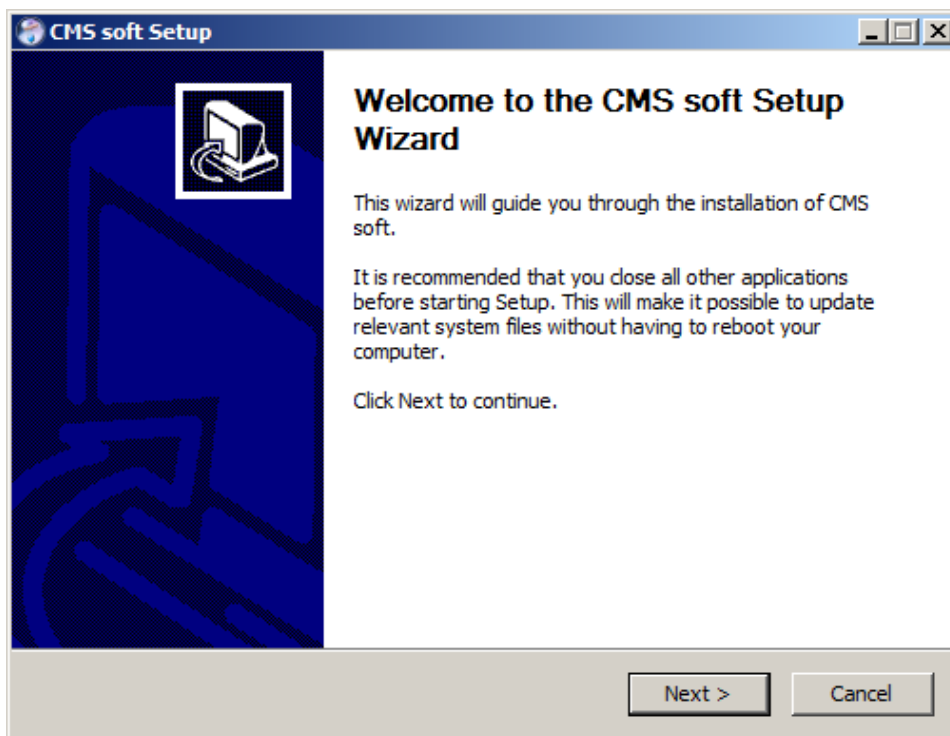 CMS soft Setup
Welcome to the CMS soft Setup
Wizard
This wizard will guide you through the installation of CMS
soft.
It is recommended that you close all other applications
before starting Setup. This will make it possible to update
relevant system files without having to reboot your
computer.
Click Next to continue.
Next >
Cancel